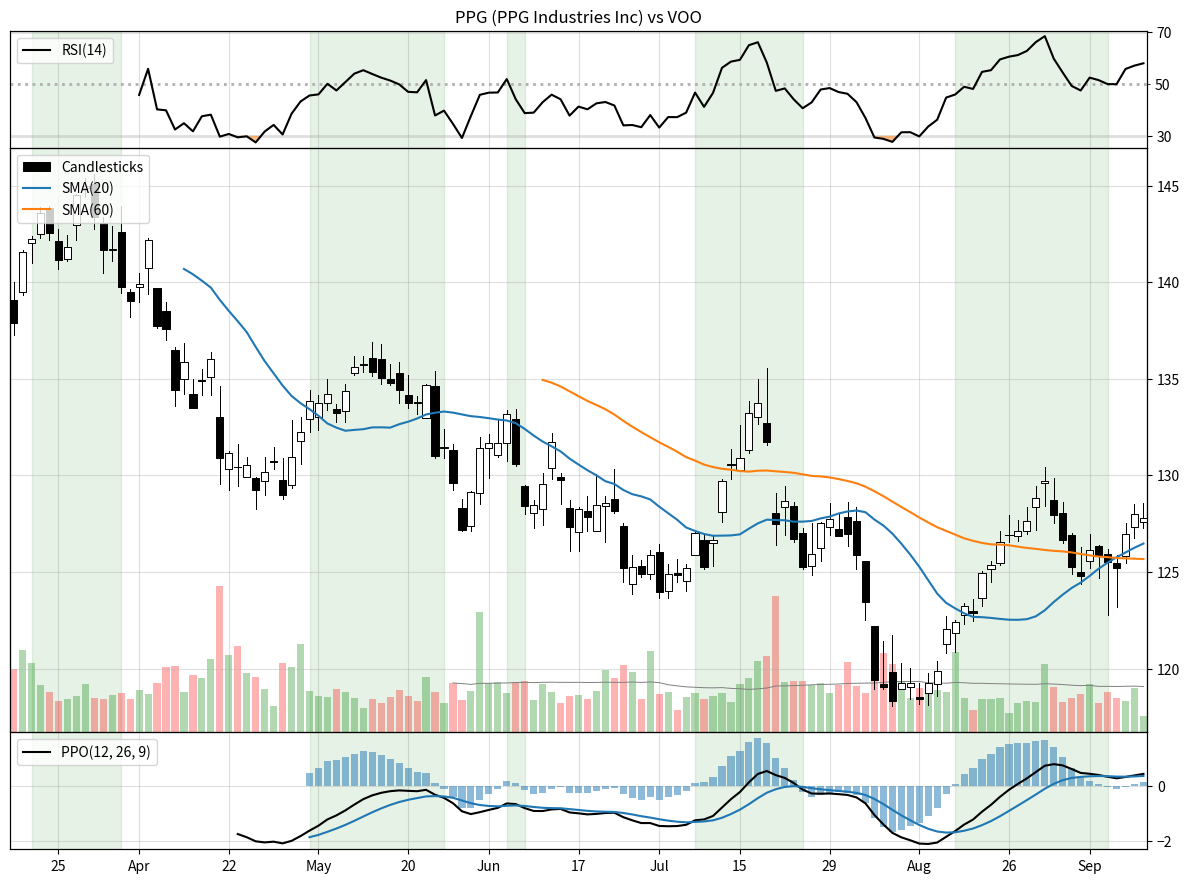 PPG (PPG Industries Inc) vs VOO
RSI(14)
70
50
30
Candlesticks
SMA(20)
SMA(60)
145
140
135
130
125
120
PPO(12, 26, 9)
0
−2
25 Apr 22 May 20 Jun 17 Jul 15 29 Aug 26 Sep